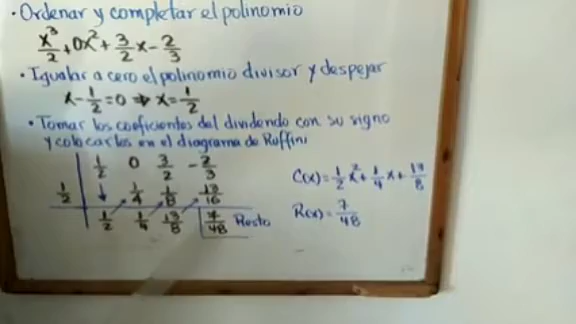 • Ordenar y completar el polinomio
x³/2 + 0x² + 3/2 x - 2/3
• Igualar a cero el polinomio divisor y despejar
x - 1/2 = 0 ⇒ x = 1/2
• Tomar los coeficientes del dividendo con su signo
y colocarlos en el diagrama de Ruffini
1/2 0 3/2 - 2/3
1/2 ↓ 1/4 1/8 13/16
1/2 1/4 13/8 7/48 Resto
C(x) = 1/2 x² + 1/4 x + 13/8
R(x) = 7/48